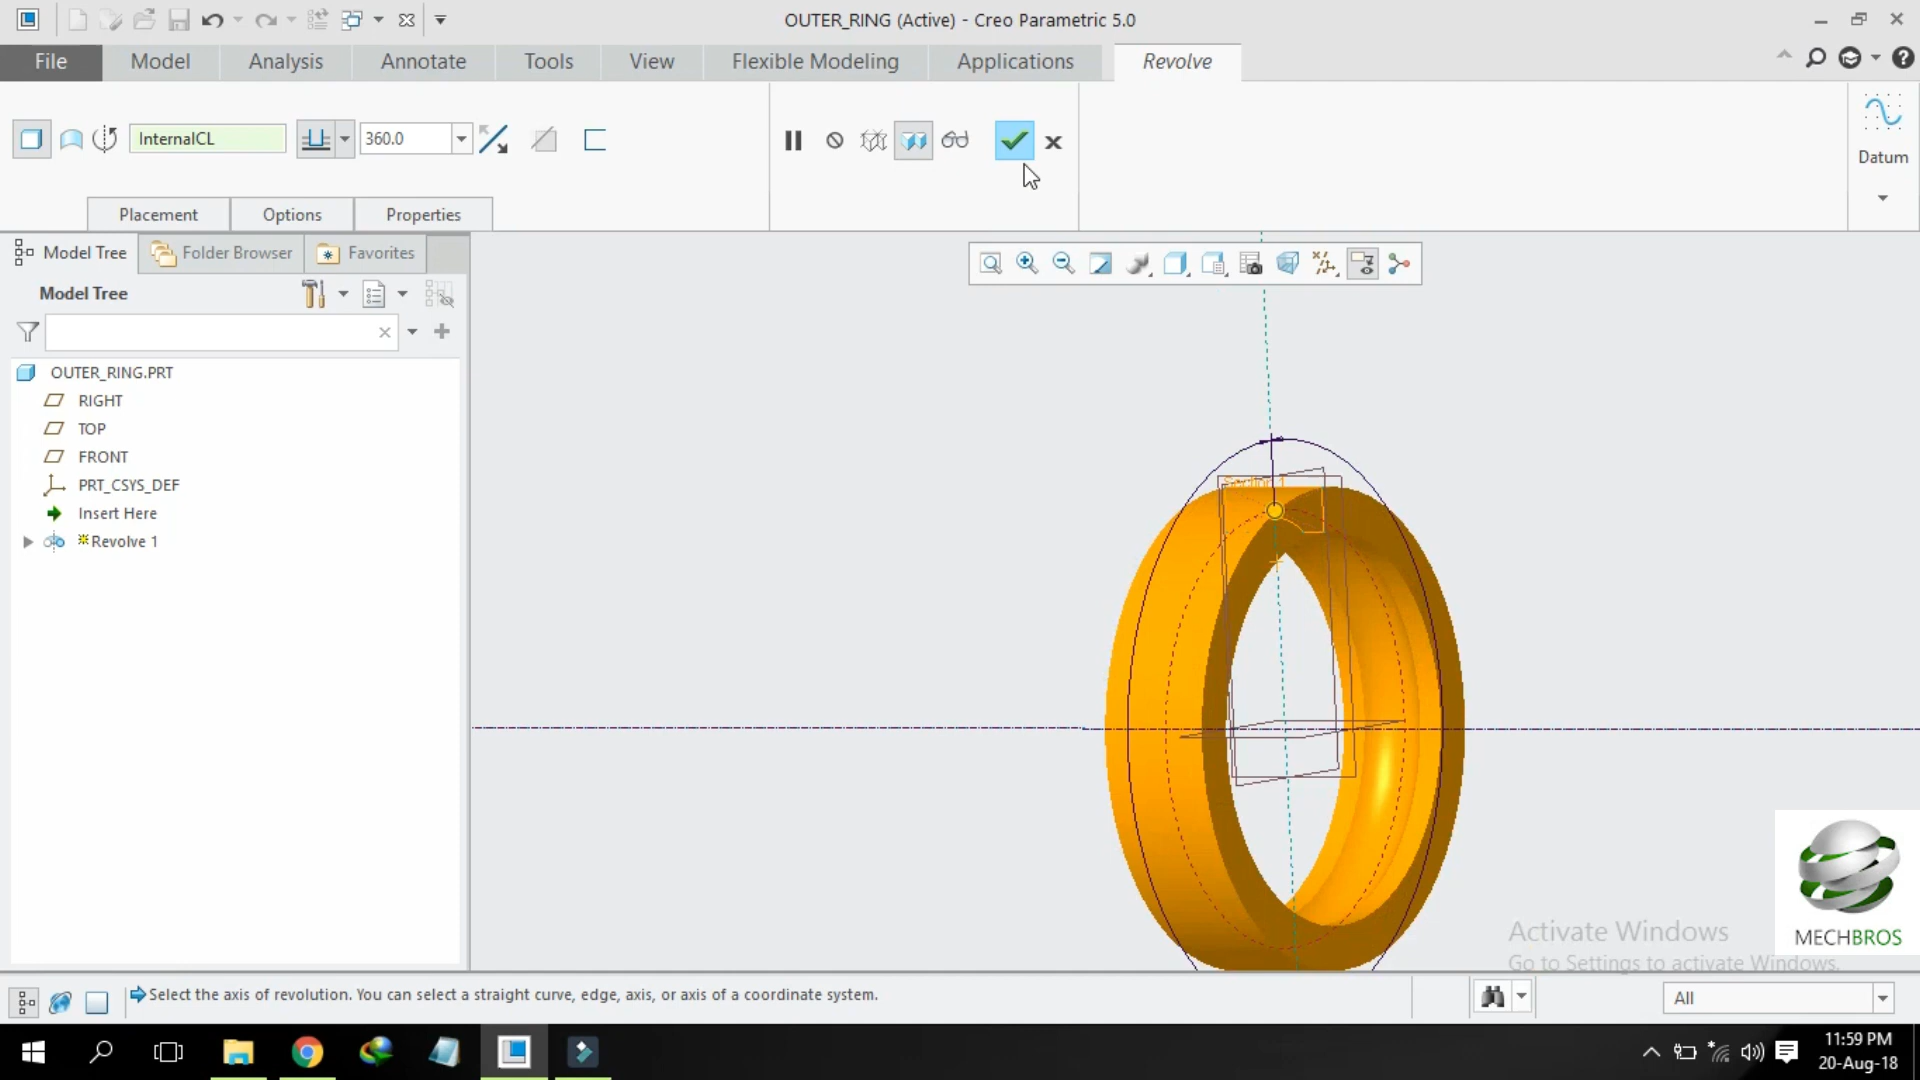 OUTER_RING (Active) - Creo Parametric 5.0
File
Model
Analysis
Annotate
Tools
View
Flexible Modeling
Applications
Revolve
InternalCL
360.0
Datum
Placement
Options
Properties
Model Tree
Folder Browser
Favorites
Model Tree
OUTER_RING.PRT
RIGHT
TOP
FRONT
PRT_CSYS_DEF
Insert Here
Revolve 1
Section 1
MECHBROS
Activate Windows
Go to Settings to activate Windows.
Select the axis of revolution. You can select a straight curve, edge, axis, or axis of a coordinate system.
All
11:59 PM
20-Aug-18